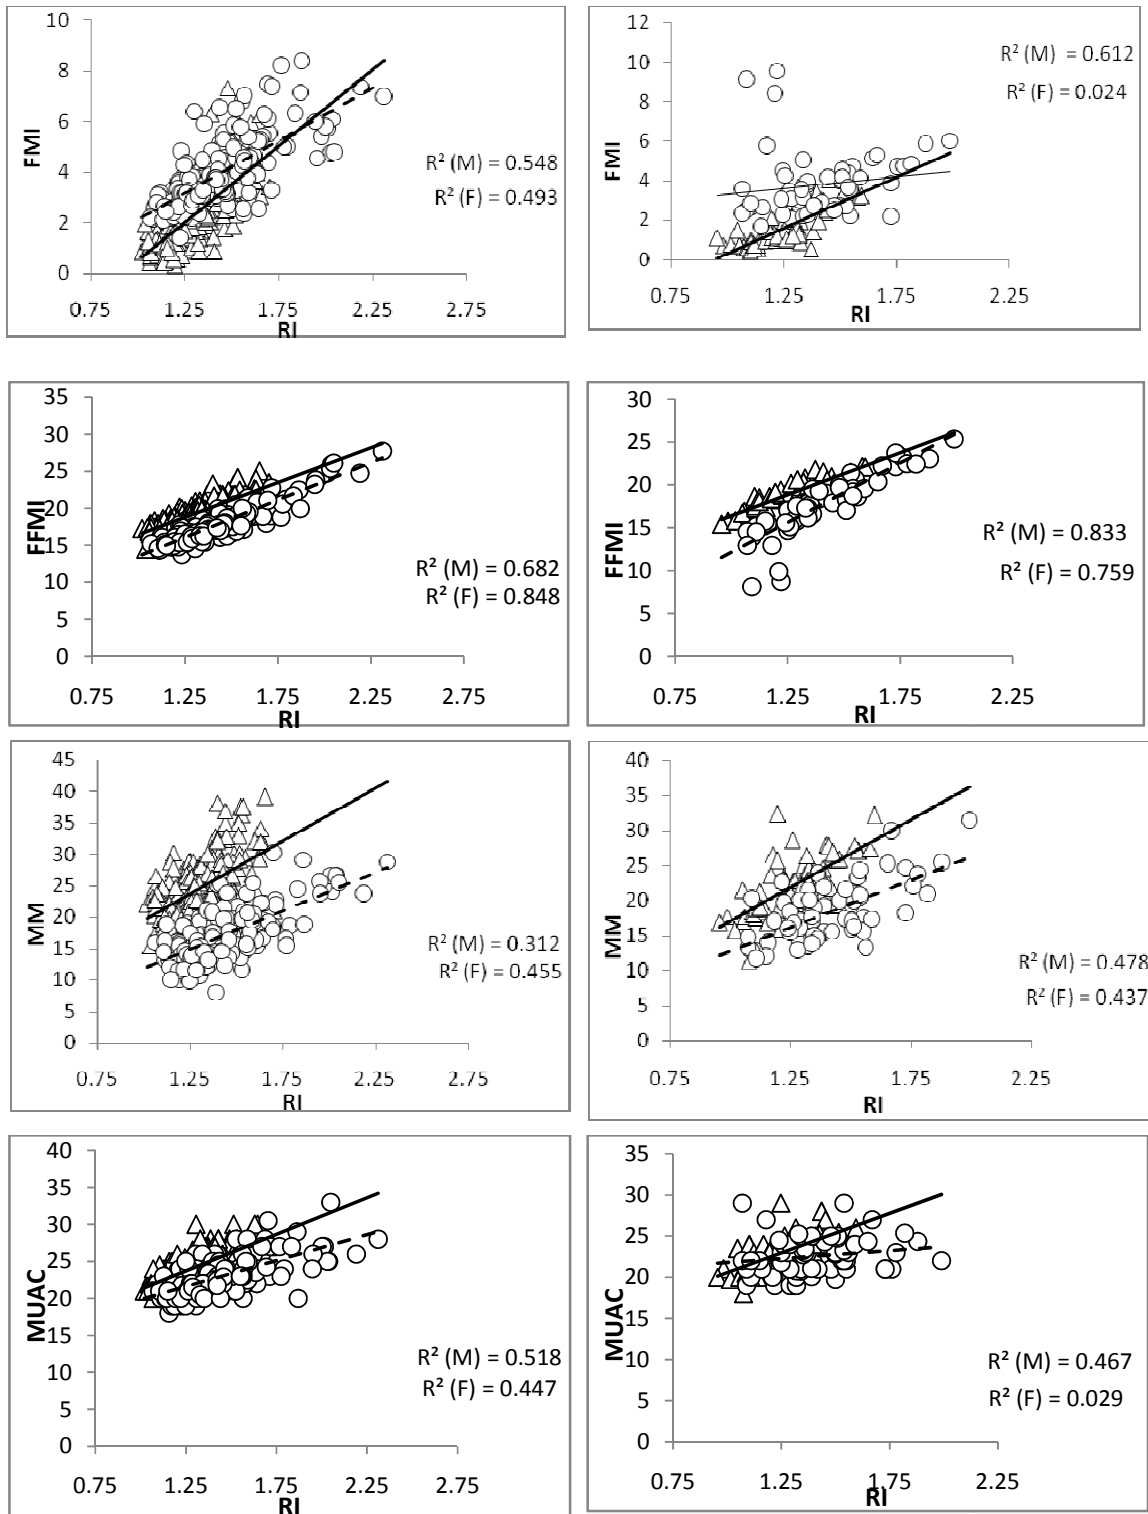 10
8
6
4
2
0
FMI
R² (M) = 0.548
R² (F) = 0.493
0.75 1.25 1.75 2.25 2.75
RI
12
10
8
6
4
2
0
FMI
R² (M) = 0.612
R² (F) = 0.024
0.75 1.25 1.75 2.25
RI
35
30
25
20
15
10
5
0
FFMI
R² (M) = 0.682
R² (F) = 0.848
0.75 1.25 1.75 2.25 2.75
RI
30
25
20
15
10
5
0
FFMI
R² (M) = 0.833
R² (F) = 0.759
0.75 1.25 1.75 2.25
RI
45
40
35
30
25
20
15
10
5
0
MM
R² (M) = 0.312
R² (F) = 0.455
0.75 1.25 1.75 2.25 2.75
RI
40
35
30
25
20
15
10
5
0
MM
R² (M) = 0.478
R² (F) = 0.437
0.75 1.25 1.75 2.25
RI
40
35
30
25
20
15
10
5
0
MUAC
R² (M) = 0.518
R² (F) = 0.447
0.75 1.25 1.75 2.25 2.75
RI
35
30
25
20
15
10
5
0
MUAC
R² (M) = 0.467
R² (F) = 0.029
0.75 1.25 1.75 2.25
RI